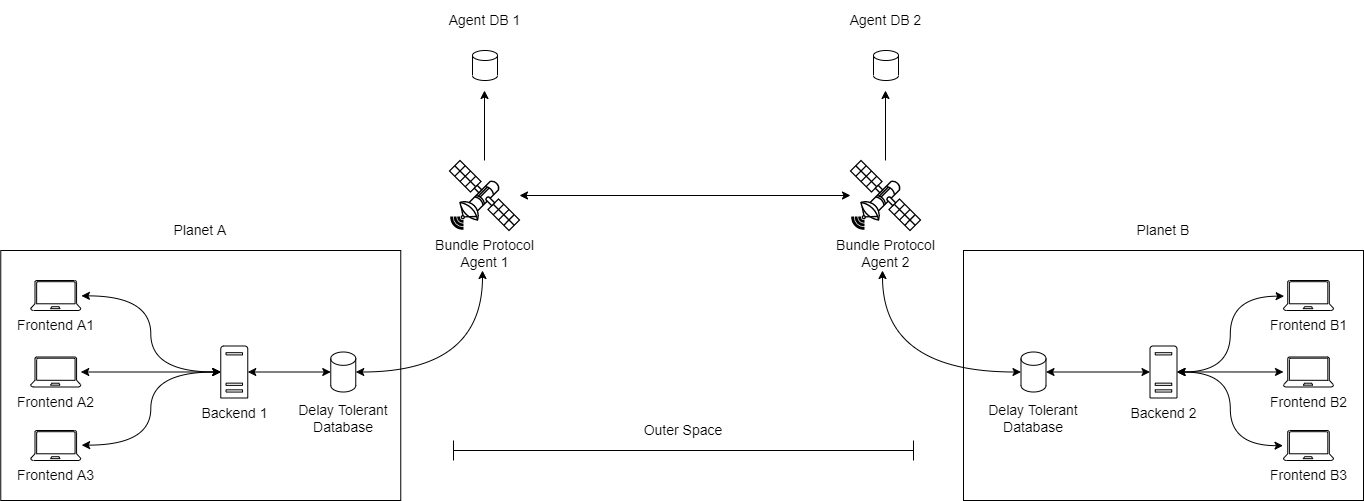 Agent DB 1
Agent DB 2
Planet A
Bundle Protocol
Agent 1
Bundle Protocol
Agent 2
Planet B
Frontend A1
Frontend A2
Frontend A3
Backend 1
Delay Tolerant
Database
Outer Space
Delay Tolerant
Database
Backend 2
Frontend B1
Frontend B2
Frontend B3